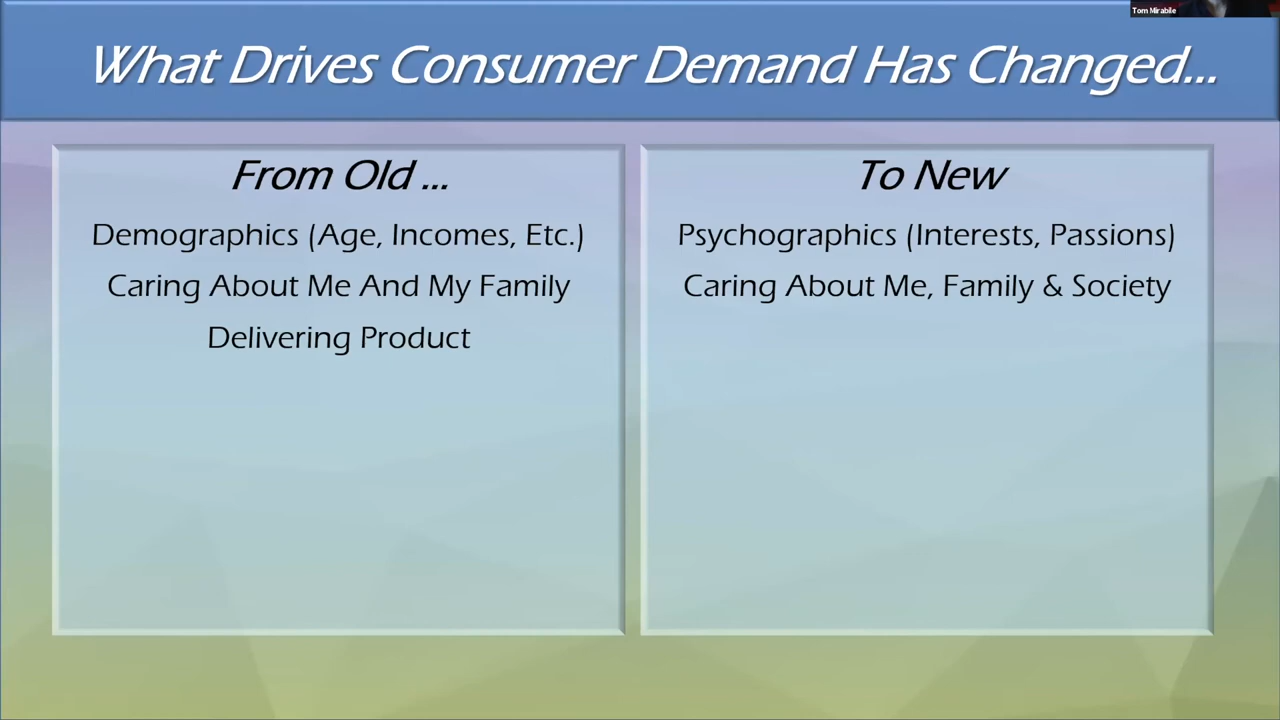 Tom Mirabile
What Drives Consumer Demand Has Changed...
From Old ...
Demographics (Age, Incomes, Etc.)
Caring About Me And My Family
Delivering Product
To New
Psychographics (Interests, Passions)
Caring About Me, Family & Society